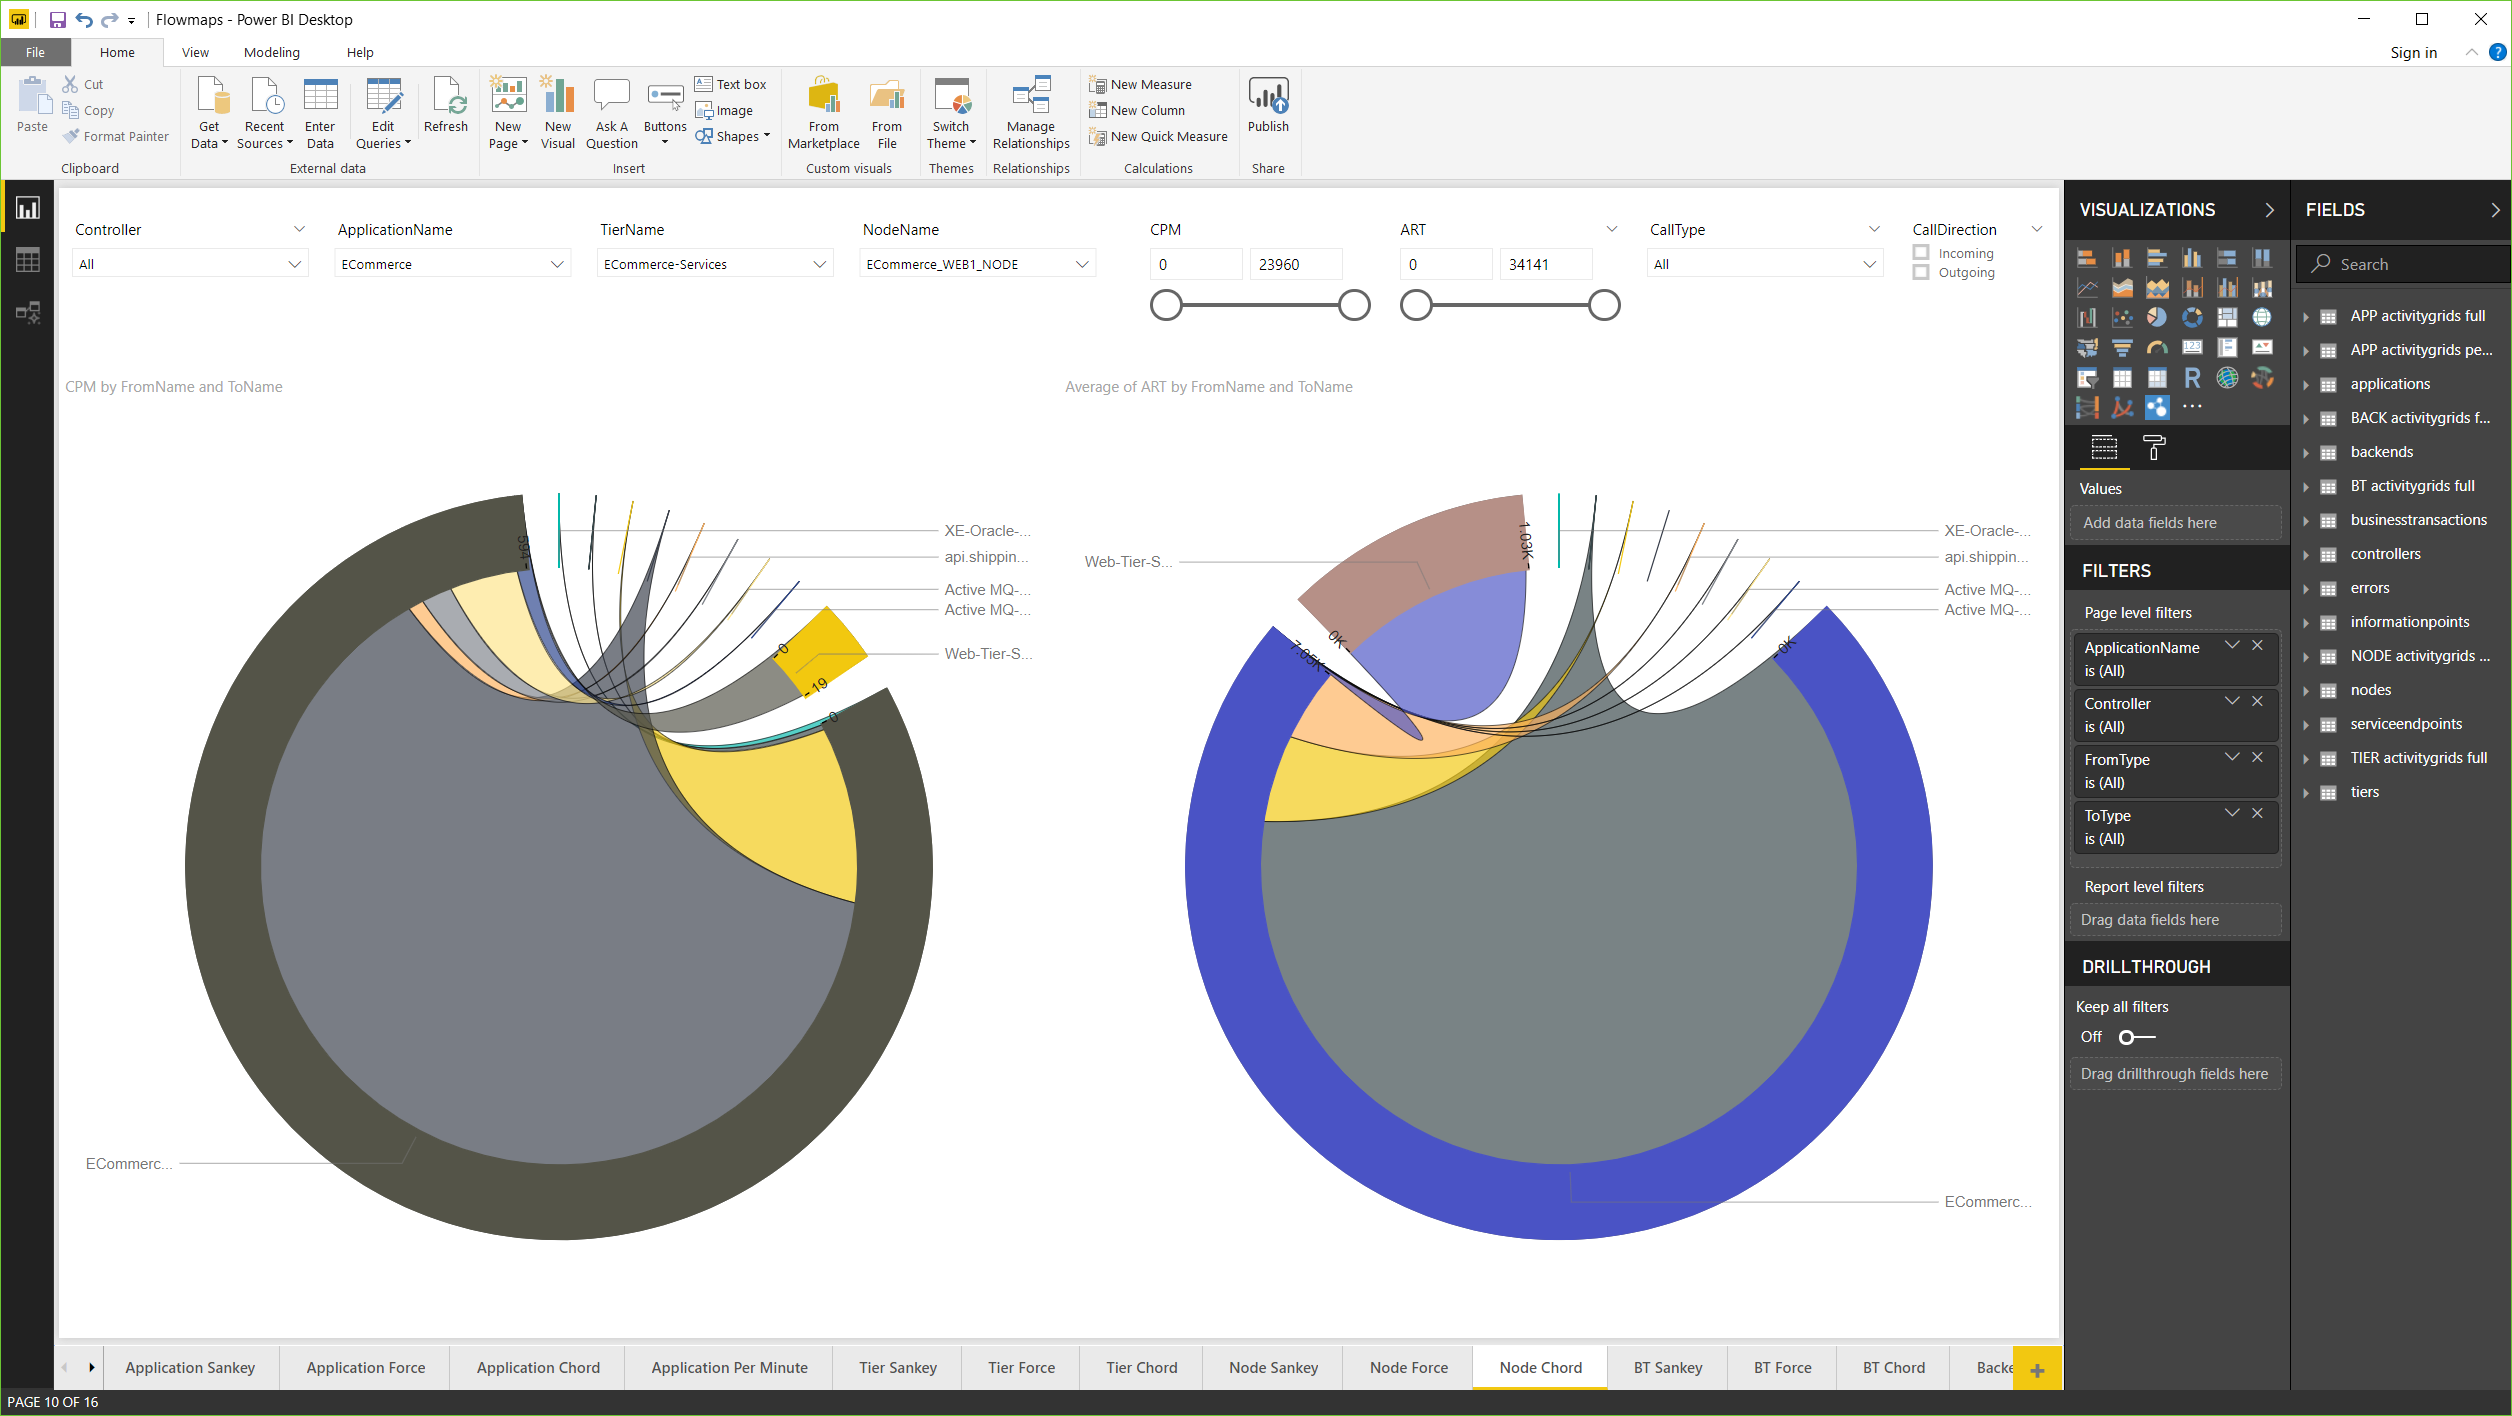 Flowmaps - Power BI Desktop
File Home View Modeling Help Sign in
Paste
Cut
Copy
Format Painter
Clipboard
Get Data
Recent Sources
Enter Data
Edit Queries
Refresh
External data
New Page
New Visual
Ask A Question
Buttons
Text box
Image
Shapes
Insert
From Marketplace
From File
Custom visuals
Switch Theme
Themes
Manage Relationships
Relationships
New Measure
New Column
New Quick Measure
Calculations
Publish
Share
Controller
All
ApplicationName
ECommerce
TierName
ECommerce-Services
NodeName
ECommerce_WEB1_NODE
CPM
0 23960
ART
0 34141
CallType
All
CallDirection
Incoming
Outgoing
CPM by FromName and ToName
594
XE-Oracle-...
api.shippin...
Active MQ-...
Active MQ-...
0
Web-Tier-S...
19
0
ECommerc...
Average of ART by FromName and ToName
1.03K
Web-Tier-S...
0K
7.05K
XE-Oracle-...
api.shippin...
Active MQ-...
Active MQ-...
0K
ECommerc...
VISUALIZATIONS
123
R
Values
Add data fields here
FILTERS
Page level filters
ApplicationName
is (All)
Controller
is (All)
FromType
is (All)
ToType
is (All)
Report level filters
Drag data fields here
DRILLTHROUGH
Keep all filters
Off
Drag drillthrough fields here
FIELDS
Search
APP activitygrids full
APP activitygrids pe...
applications
BACK activitygrids f...
backends
BT activitygrids full
businesstransactions
controllers
errors
informationpoints
NODE activitygrids ...
nodes
serviceendpoints
TIER activitygrids full
tiers
Application Sankey Application Force Application Chord Application Per Minute Tier Sankey Tier Force Tier Chord Node Sankey Node Force Node Chord BT Sankey BT Force BT Chord Backe
PAGE 10 OF 16